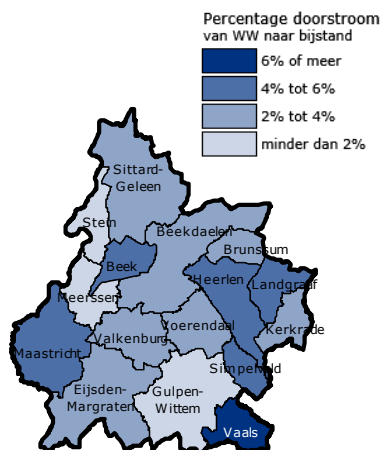 Percentage doorstroom
van WW naar bijstand
6% of meer
4% tot 6%
2% tot 4%
minder dan 2%
Sittard-
Geleen
Stein
Beekdaelen
Brunssum
Beek
Heerlen
Landgraaf
Meerssen
Voerendaal
Kerkrade
Valkenburg
Maastricht
Simpelveld
Eijsden-
Margraten
Gulpen-
Wittem
Vaals